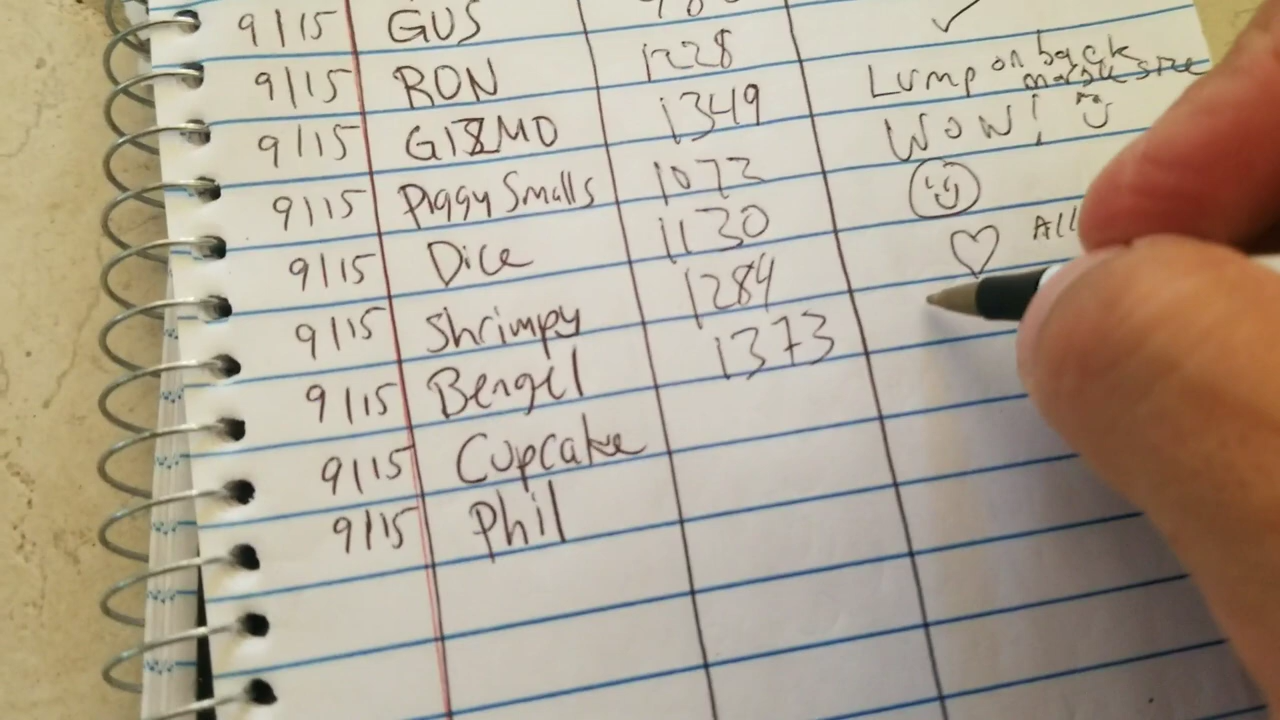 9/15 GUS
9/15 RON 1228 ✓
9/15 GIZMO 1349 Lump on back
9/15 Piggy Smalls 1073 WOW!
9/15 Dice 1130
9/15 Shrimpy 1284 ♡ All
9/15 Bengel 1373
9/15 Cupcake
9/15 Phil